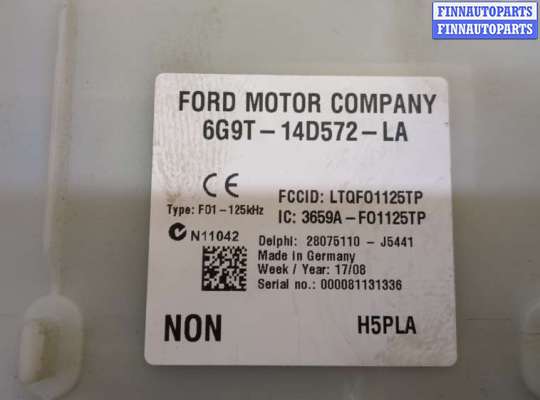 FINNAUTOPARTS
FINNAUTOPARTS
FORD MOTOR COMPANY
6G9T-14D572-LA
CE
FCCID: LTQFO1125TP
Type: F01-125kHz
IC: 3659A-FO1125TP
N11042
Delphi: 28075110-J5441
Made in Germany
Week / Year: 17/08
Serial no.: 000081131336
NON
H5PLA